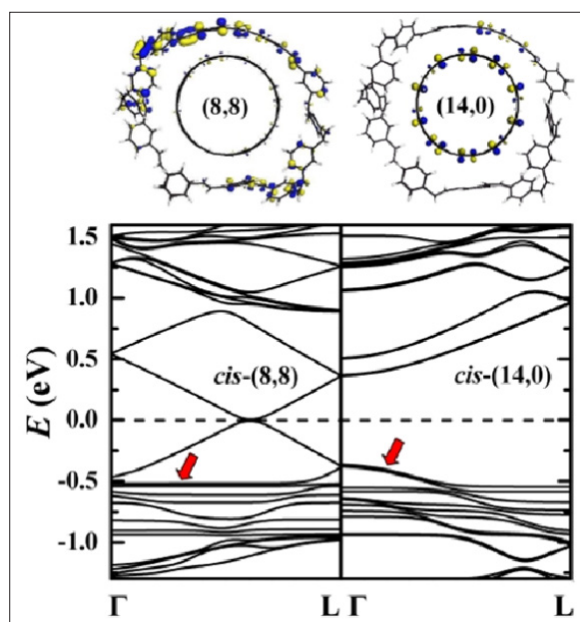 (8,8) (14,0)
1.5
1.0
0.5
0.0
-0.5
-1.0
E (eV)
cis-(8,8) cis-(14,0)
Γ L Γ L